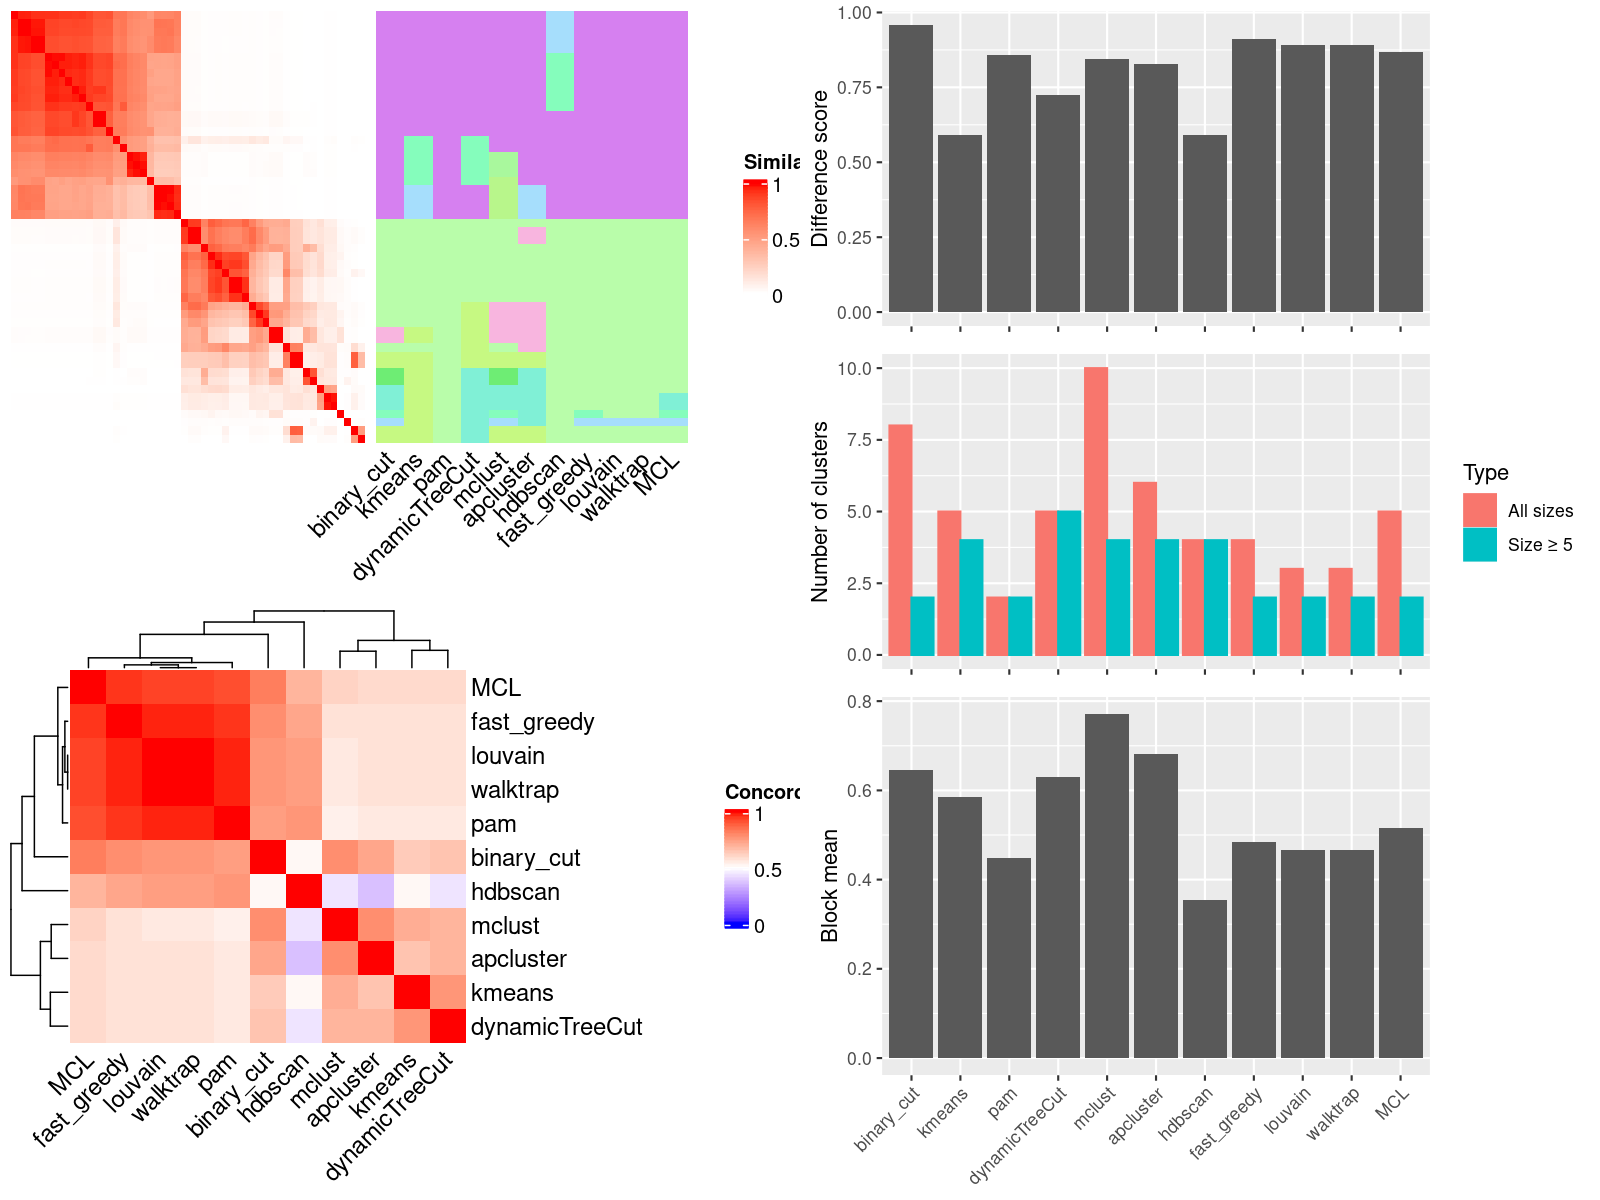 Simila
1
0.5
0
binary_cut
kmeans
pam
dynamicTreeCut
mclust
apcluster
hdbscan
fast_greedy
louvain
walktrap
MCL
MCL
fast_greedy
louvain
walktrap
pam
binary_cut
hdbscan
mclust
apcluster
kmeans
dynamicTreeCut
MCL
fast_greedy
louvain
walktrap
pam
binary_cut
hdbscan
mclust
apcluster
kmeans
dynamicTreeCut
Concord
1
0.5
0
Difference score
1.00
0.75
0.50
0.25
0.00
Number of clusters
10.0
7.5
5.0
2.5
0.0
Type
All sizes
Size ≥ 5
Block mean
0.8
0.6
0.4
0.2
0.0
binary_cut
kmeans
pam
dynamicTreeCut
mclust
apcluster
hdbscan
fast_greedy
louvain
walktrap
MCL